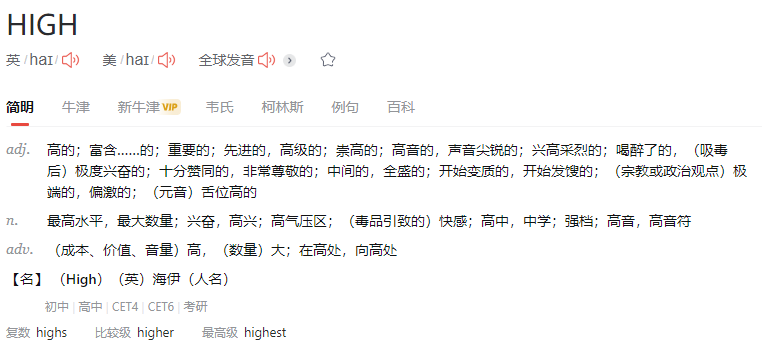 HIGH
英 / haɪ / 美 / haɪ / 全球发音
简明 牛津 新牛津 VIP 韦氏 柯林斯 例句 百科
adj. 高的；富含……的；重要的；先进的，高级的；崇高的；高音的，声音尖锐的；兴高采烈的；喝醉了的，（吸毒
后）极度兴奋的；十分赞同的，非常尊敬的；中间的，全盛的；开始变质的，开始发馊的；（宗教或政治观点）极
端的，偏激的；（元音）舌位高的
n. 最高水平，最大数量；兴奋，高兴；高气压区；（毒品引致的）快感；高中，中学；强档；高音，高音符
adv. （成本、价值、音量）高，（数量）大；在高处，向高处
【名】 （High）（英）海伊（人名）
初中 | 高中 | CET4 | CET6 | 考研
复数 highs 比较级 higher 最高级 highest